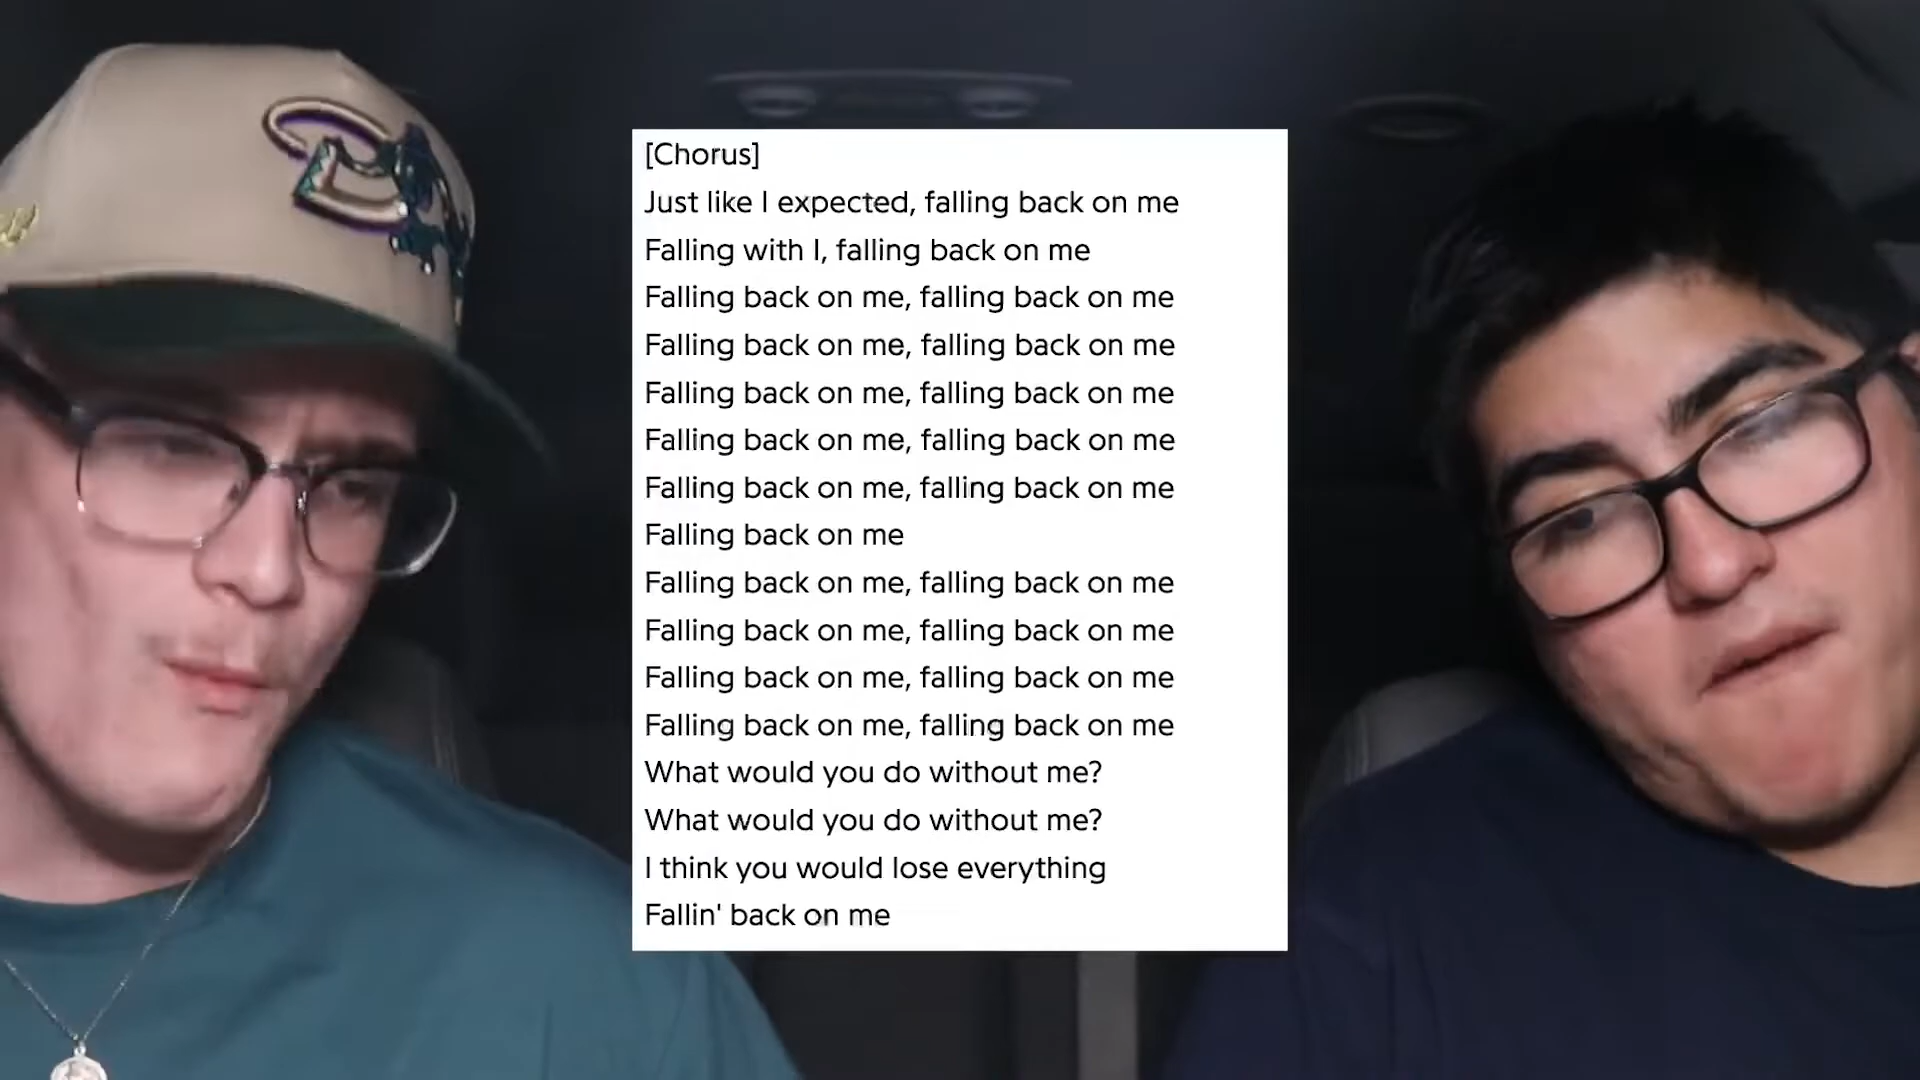 [Chorus]
Just like I expected, falling back on me
Falling with I, falling back on me
Falling back on me, falling back on me
Falling back on me, falling back on me
Falling back on me, falling back on me
Falling back on me, falling back on me
Falling back on me, falling back on me
Falling back on me
Falling back on me, falling back on me
Falling back on me, falling back on me
Falling back on me, falling back on me
Falling back on me, falling back on me
What would you do without me?
What would you do without me?
I think you would lose everything
Fallin' back on me